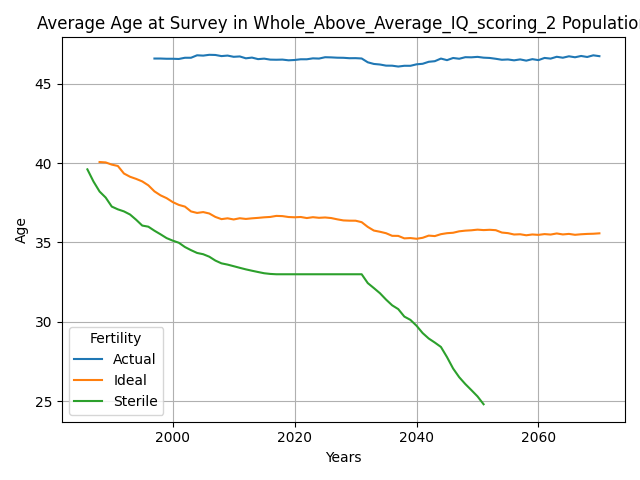 Average Age at Survey in Whole_Above_Average_IQ_scoring_2 Population
45
40
35
30
25
Age
Fertility
Actual
Ideal
Sterile
2000 2020 2040 2060
Years